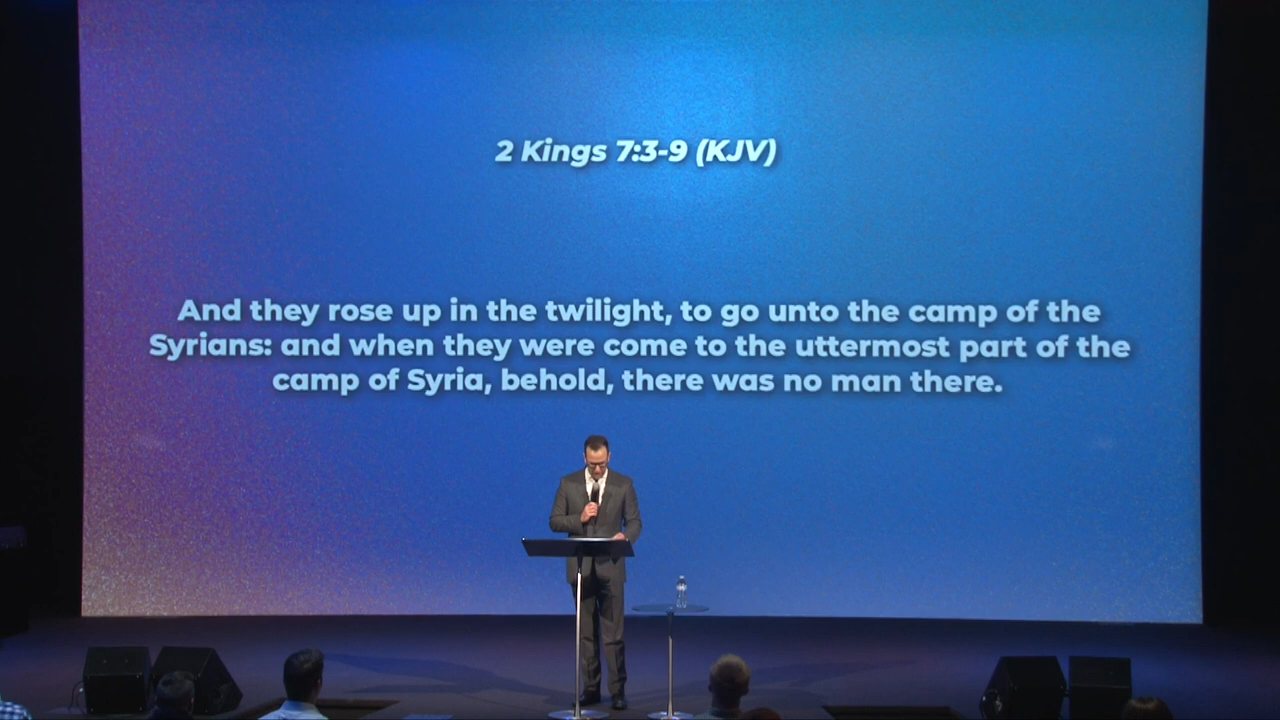 2 Kings 7:3-9 (KJV)
And they rose up in the twilight, to go unto the camp of the
Syrians: and when they were come to the uttermost part of the
camp of Syria, behold, there was no man there.